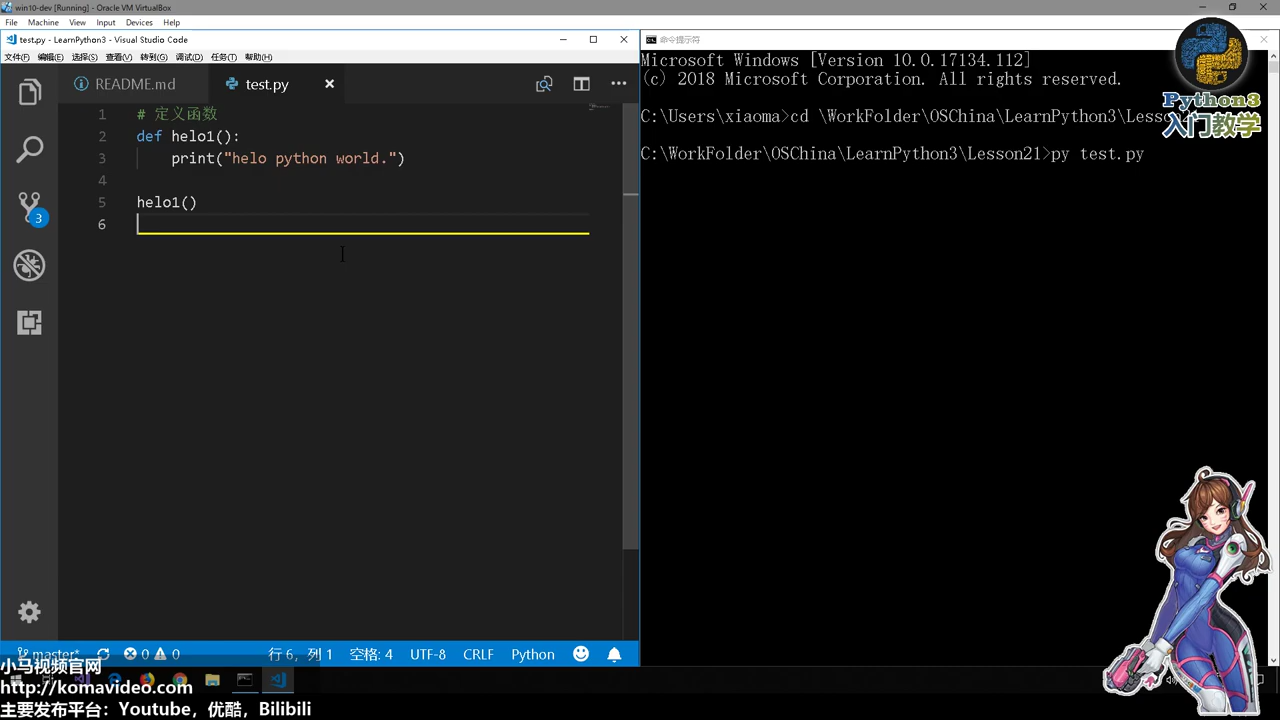 win10-dev [Running] - Oracle VM VirtualBox
File Machine View Input Devices Help
test.py - LearnPython3 - Visual Studio Code
文件(F) 编辑(E) 选择(S) 查看(V) 转到(G) 调试(D) 任务(T) 帮助(H)
README.md test.py
1 # 定义函数
2 def helo1():
3 print("helo python world.")
4
5 helo1()
6
3
master* 0 0 行 6，列 1 空格: 4 UTF-8 CRLF Python
命令提示符
Microsoft Windows [Version 10.0.17134.112]
(c) 2018 Microsoft Corporation. All rights reserved.
C:\Users\xiaoma>cd \WorkFolder\OSChina\LearnPython3\Lesson21
C:\WorkFolder\OSChina\LearnPython3\Lesson21>py test.py
Python3
入门教学
小马视频官网
http://komavideo.com
主要发布平台：Youtube，优酷，Bilibili